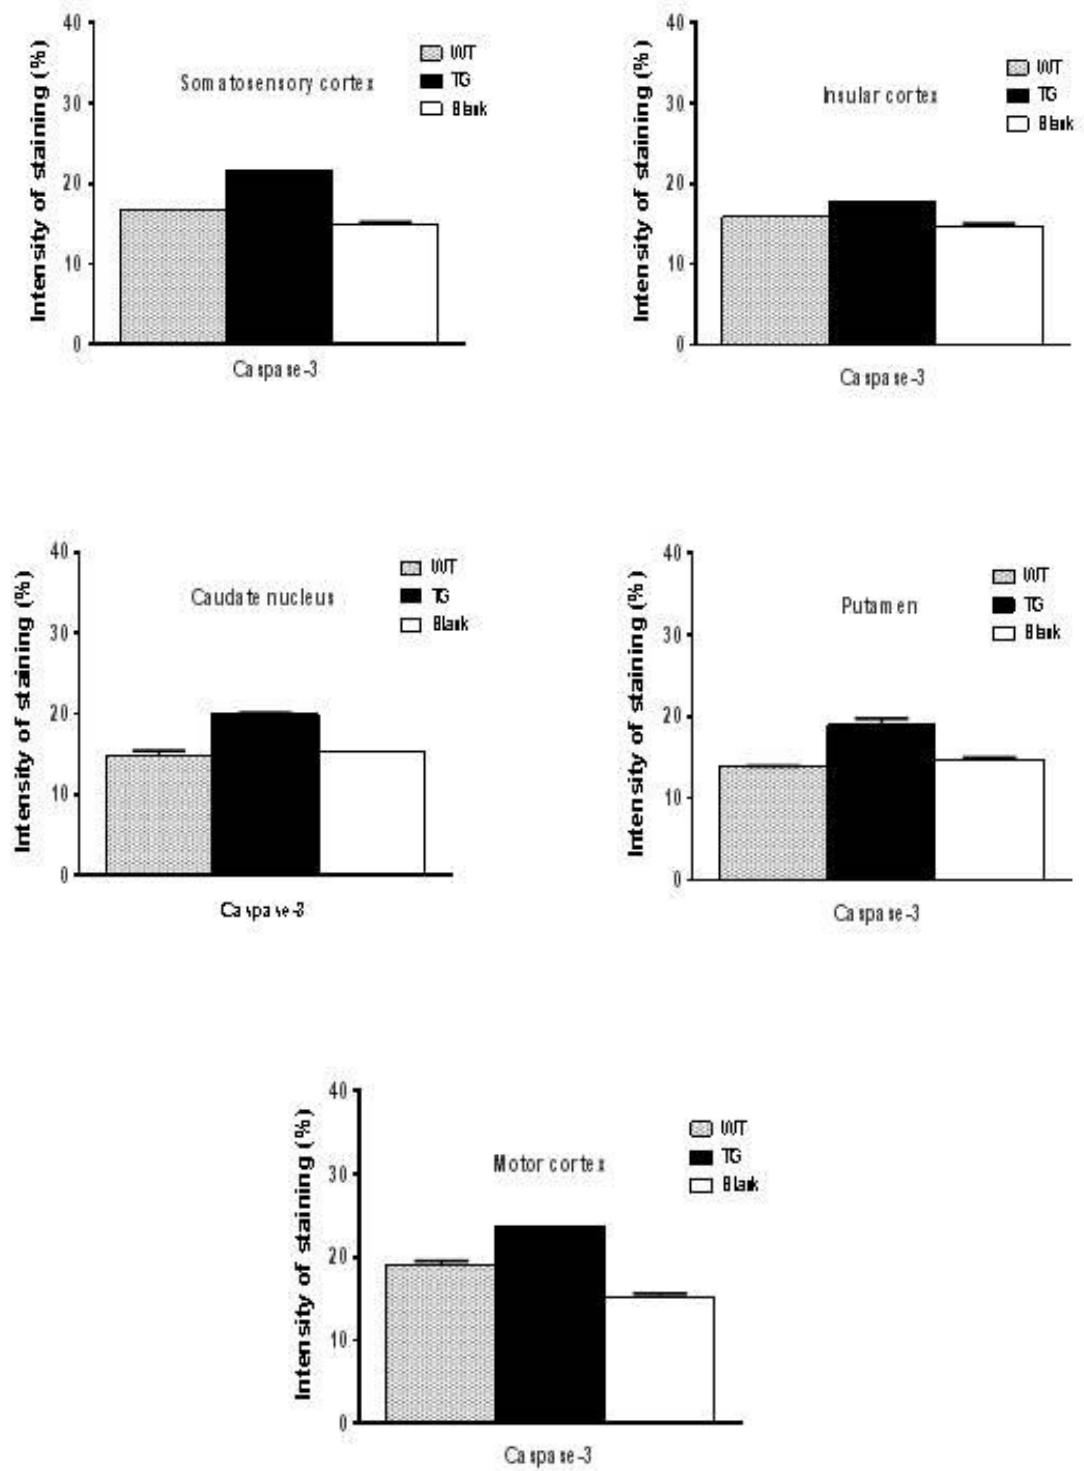 Intensity of staining (%)
40
30
20
10
0
Somatosensory cortex
WT
TG
Blank
Caspase-3
Intensity of staining (%)
40
30
20
10
0
Insular cortex
WT
TG
Blank
Caspase-3
Intensity of staining (%)
40
30
20
10
0
Caudate nucleus
WT
TG
Blank
Caspase-3
Intensity of staining (%)
40
30
20
10
0
Putamen
WT
TG
Blank
Caspase-3
Intensity of staining (%)
40
30
20
10
0
Motor cortex
WT
TG
Blank
Caspase-3